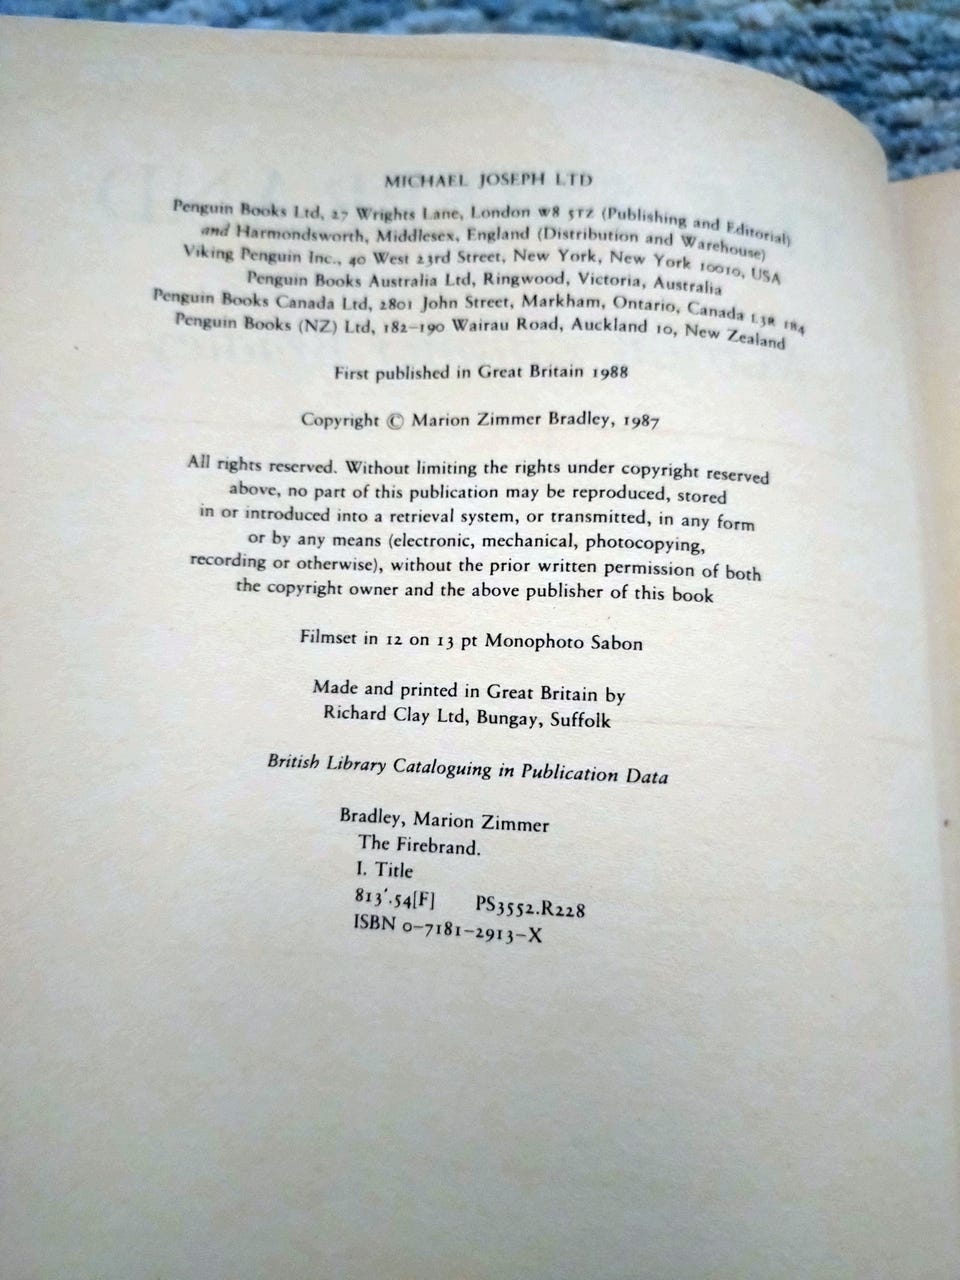 MICHAEL JOSEPH LTD
Penguin Books Ltd, 27 Wrights Lane, London W8 5TZ (Publishing and Editorial)
and Harmondsworth, Middlesex, England (Distribution and Warehouse)
Viking Penguin Inc., 40 West 23rd Street, New York, New York 10010, USA
Penguin Books Australia Ltd, Ringwood, Victoria, Australia
Penguin Books Canada Ltd, 2801 John Street, Markham, Ontario, Canada L3R 1B4
Penguin Books (NZ) Ltd, 182–190 Wairau Road, Auckland 10, New Zealand
First published in Great Britain 1988
Copyright © Marion Zimmer Bradley, 1987
All rights reserved. Without limiting the rights under copyright reserved
above, no part of this publication may be reproduced, stored
in or introduced into a retrieval system, or transmitted, in any form
or by any means (electronic, mechanical, photocopying,
recording or otherwise), without the prior written permission of both
the copyright owner and the above publisher of this book
Filmset in 12 on 13 pt Monophoto Sabon
Made and printed in Great Britain by
Richard Clay Ltd, Bungay, Suffolk
British Library Cataloguing in Publication Data
Bradley, Marion Zimmer
The Firebrand.
I. Title
813'.54[F] PS3552.R228
ISBN 0–7181–2913–X